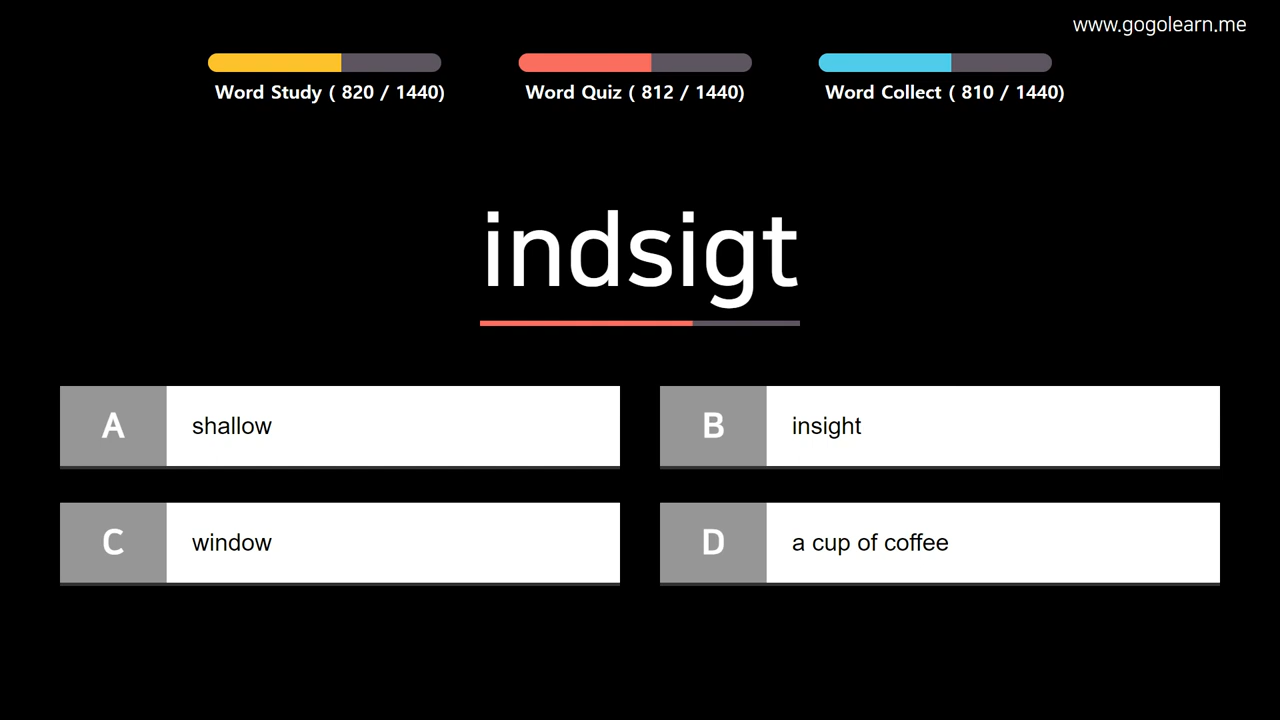 www.gogolearn.me
Word Study ( 820 / 1440)
Word Quiz ( 812 / 1440)
Word Collect ( 810 / 1440)
indsigt
A shallow
B insight
C window
D a cup of coffee